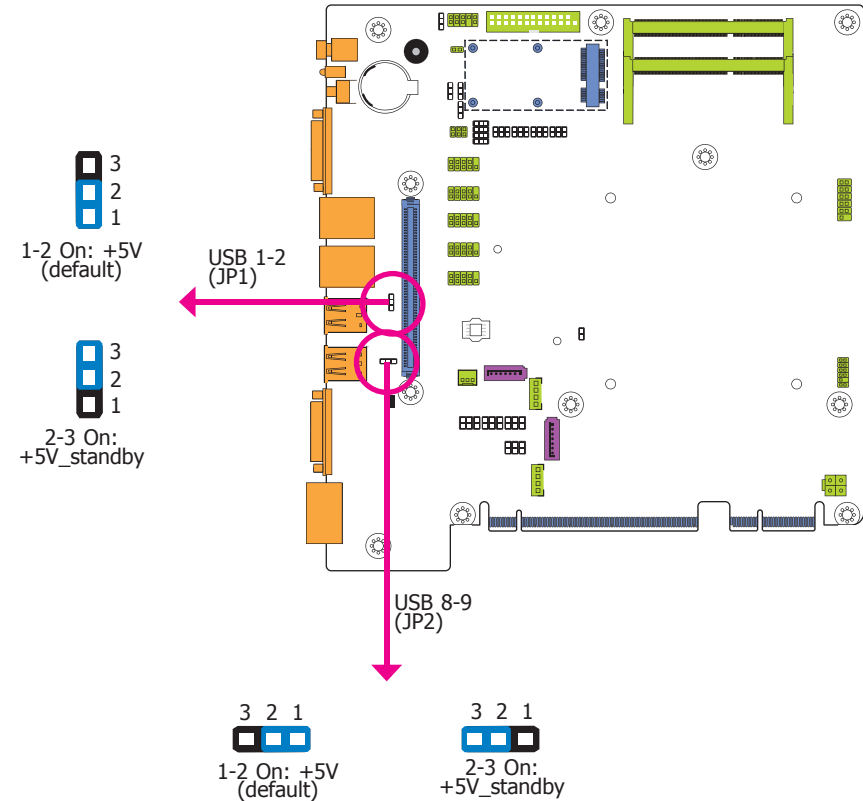 3
2
1
1-2 On: +5V
(default)
USB 1-2
(JP1)
3
2
1
2-3 On:
+5V_standby
USB 8-9
(JP2)
3 2 1
1-2 On: +5V
(default)
3 2 1
2-3 On:
+5V_standby